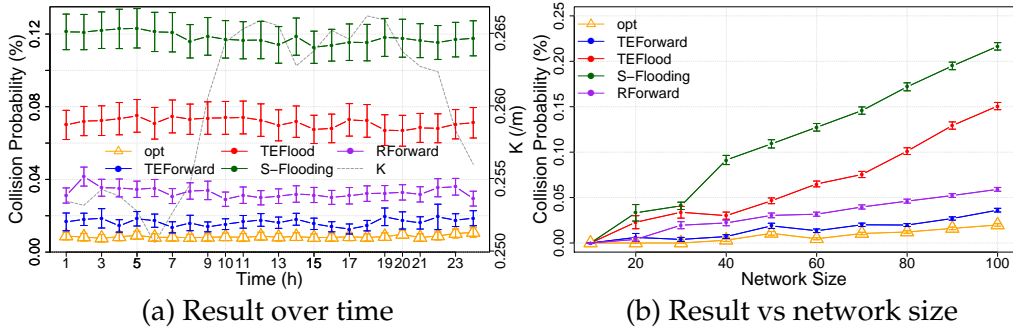 Collision Probability (%)
0.12
0.08
0.04
0.00
opt
TEForward
TEFlood
S−Flooding
RForward
K
0.265
0.260
0.255
0.250
K (/m)
1 3 5 7 9 10 11 13 15 17 19 20 21 23
Time (h)
(a) Result over time
Collision Probability (%)
0.25
0.20
0.15
0.10
0.05
0.00
opt
TEForward
TEFlood
S−Flooding
RForward
20 40 60 80 100
Network Size
(b) Result vs network size